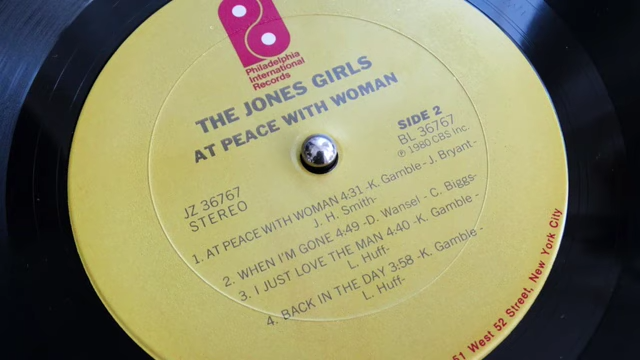 Philadelphia
International
Records
THE JONES GIRLS
AT PEACE WITH WOMAN
SIDE 2
BL 36767
℗ 1980 CBS Inc.
JZ 36767
STEREO
1. AT PEACE WITH WOMAN 4:31 -K. Gamble- J. Bryant-
J. H. Smith-
2. WHEN I'M GONE 4:49 -D. Wansel - C. Biggs-
3. I JUST LOVE THE MAN 4:40 -K. Gamble -
L. Huff-
4. BACK IN THE DAY 3:58 -K. Gamble -
L. Huff-
51 West 52 Street, New York City